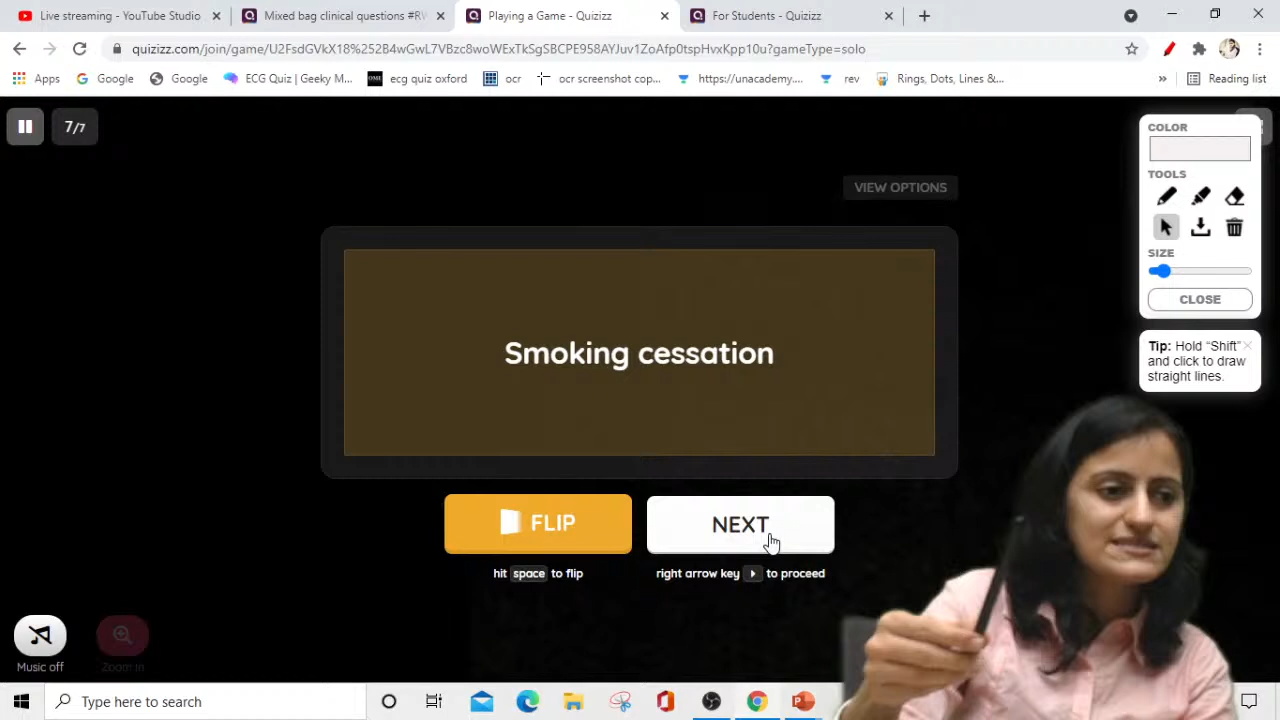 Live streaming - YouTube Studio
Mixed bag clinical questions #RV
Playing a Game - Quizizz
For Students - Quizizz
quizizz.com/join/game/U2FsdGVkX18%252B4wGwL7VBzc8woWExTkSgSBCPE958AYJuv1ZoAfp0tspHvxKpp10u?gameType=solo
Apps
Google
Google
ECG Quiz | Geeky M...
OME
ecg quiz oxford
ocr
ocr screenshot cop...
http://unacademy....
rev
Rings, Dots, Lines &...
»
Reading list
7/7
COLOR
VIEW OPTIONS
TOOLS
SIZE
CLOSE
Tip: Hold “Shift”
and click to draw
straight lines.
Smoking cessation
FLIP
NEXT
hit space to flip
right arrow key to proceed
Music off
Zoom in
Type here to search